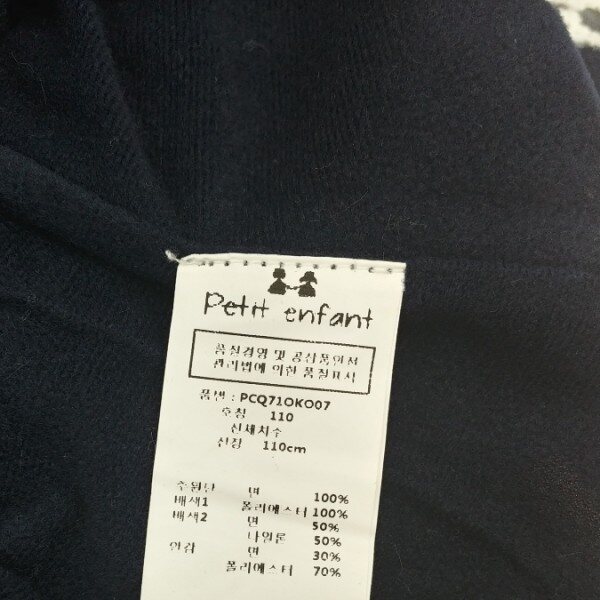 Petit enfant
품질경영 및 공산품안전
관리법에 의한 품질표시
품번 : PCQ71OKO07
호칭 110
신체치수
신장 110cm
주원단 면 100%
배색1 폴리에스터 100%
배색2 면 50%
나일론 50%
안감 면 30%
폴리에스터 70%